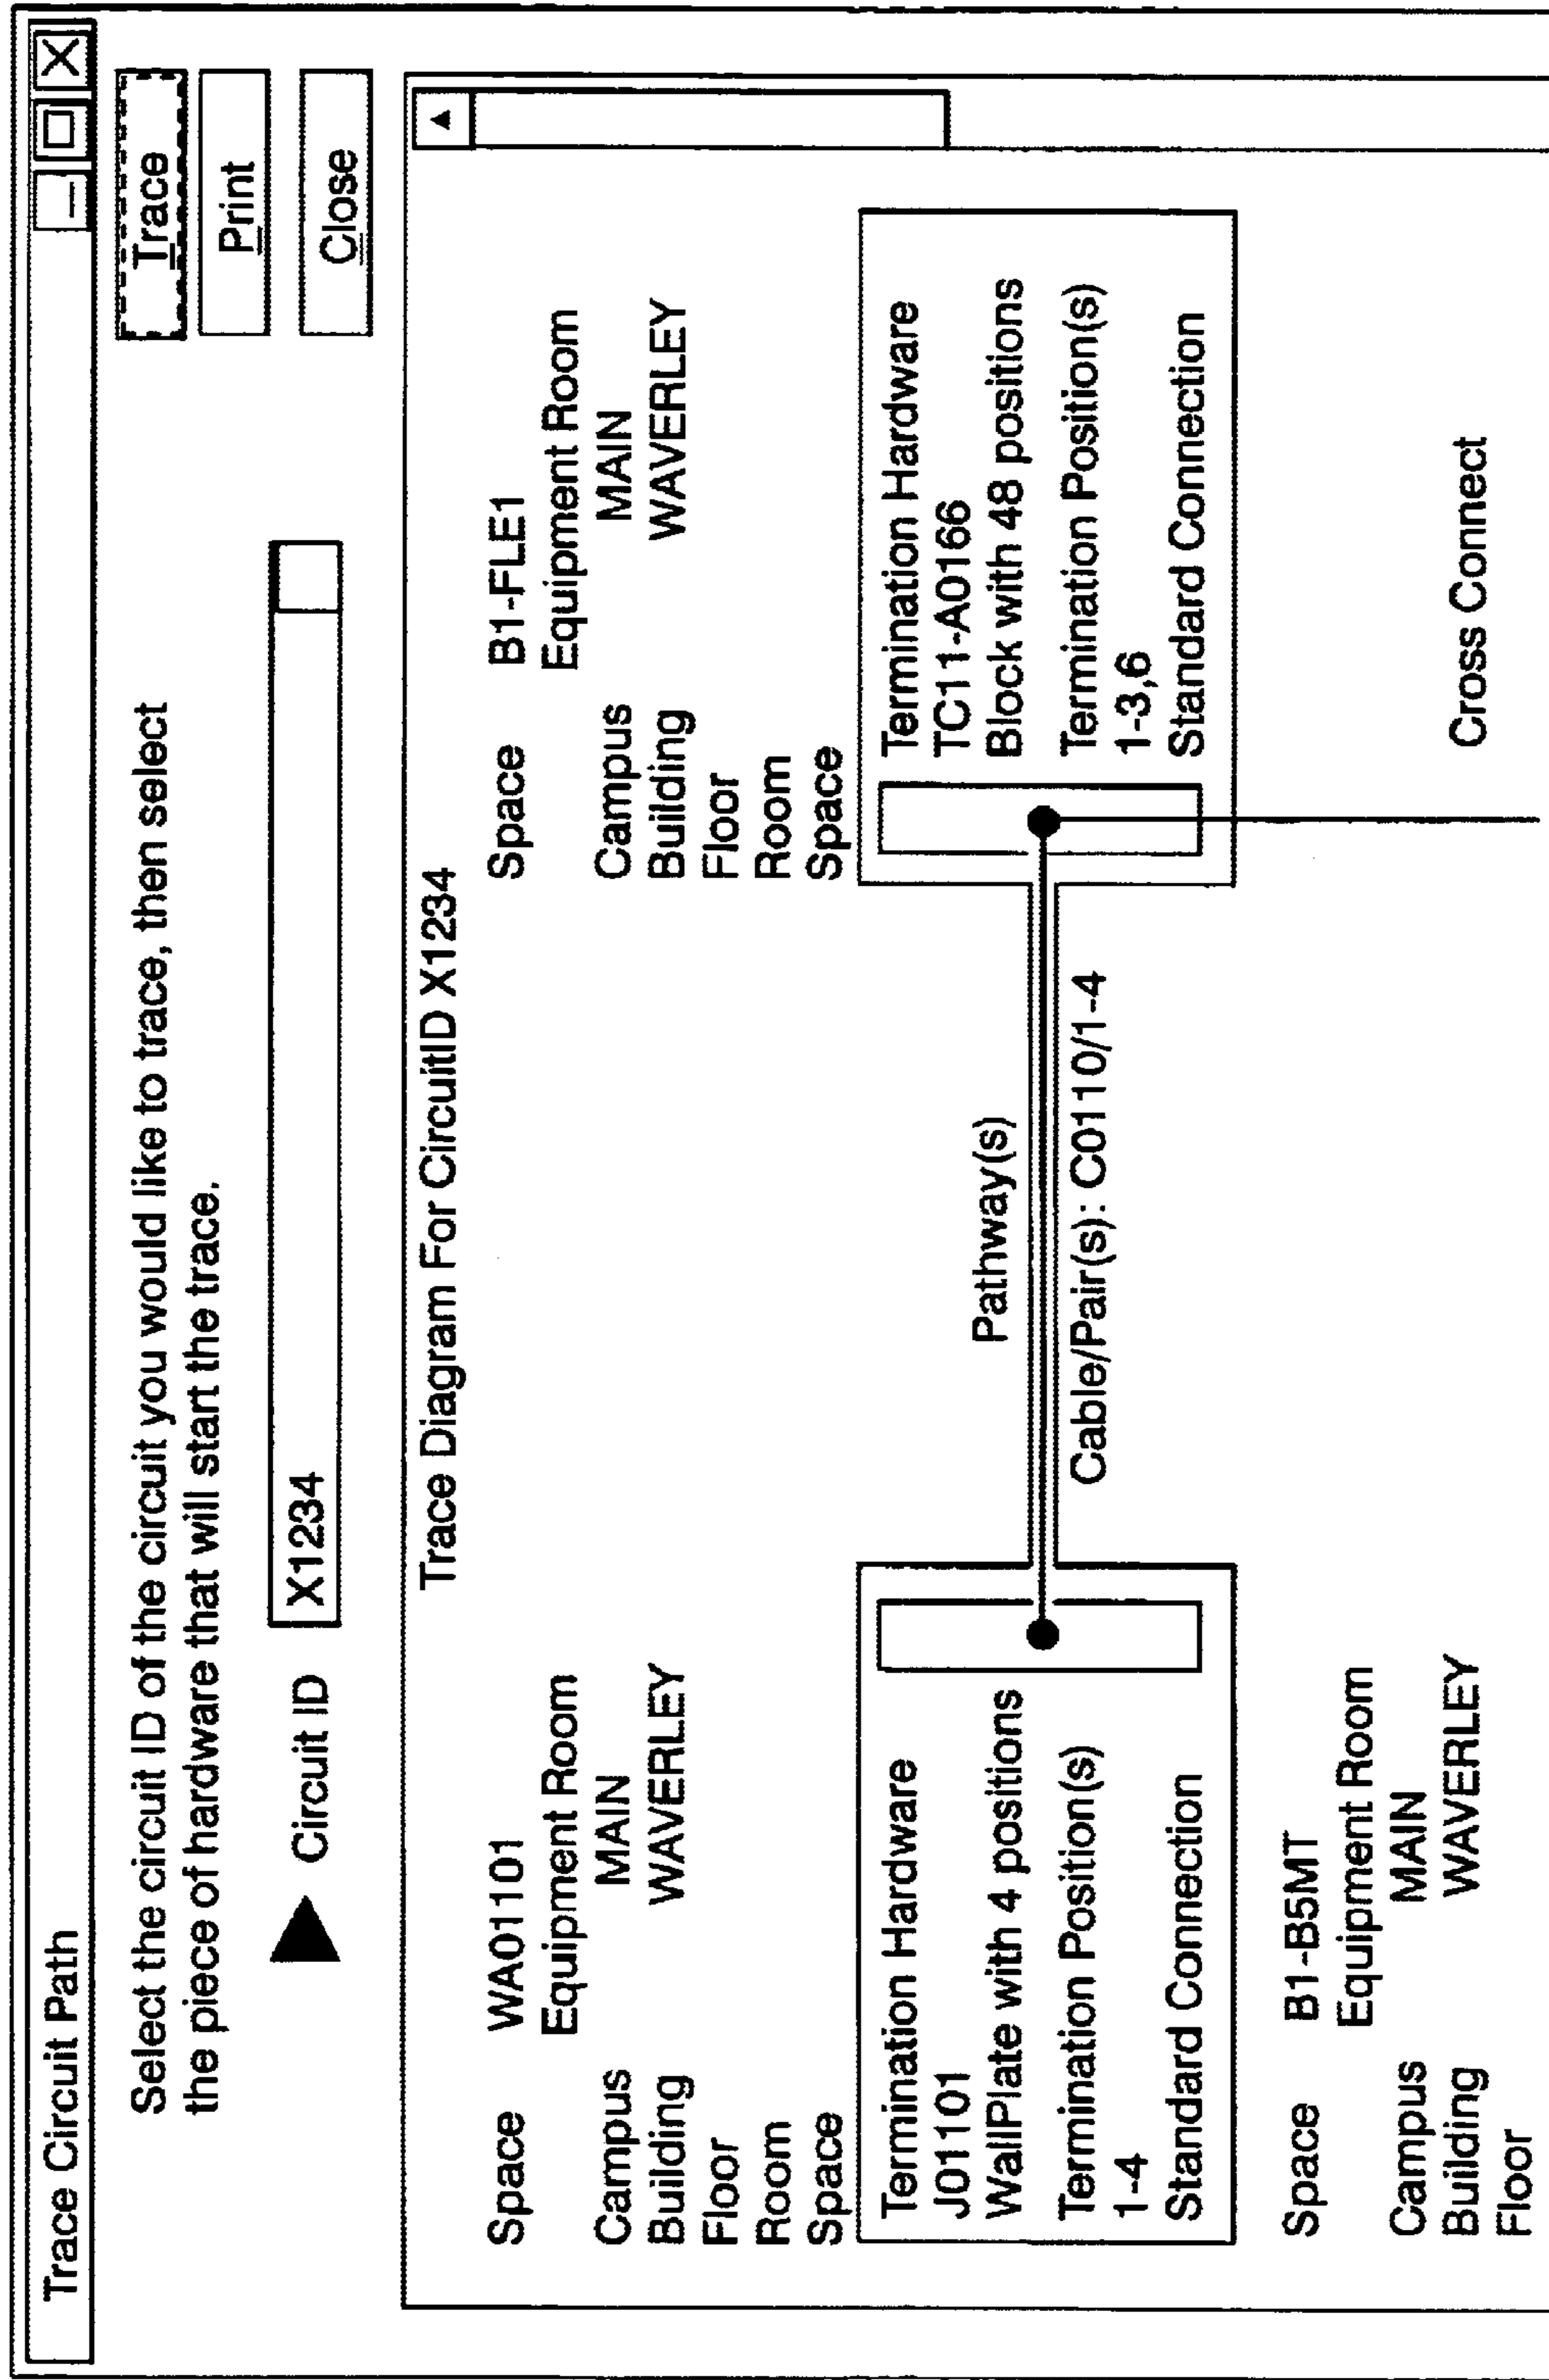 Trace Circuit Path
Select the circuit ID of the circuit you would like to trace, then select
the piece of hardware that will start the trace.
Trace
Print
Close
Circuit ID
X1234
Trace Diagram For CircuitID X1234
Space WA01101
Equipment Room
Campus MAIN
Building WAVERLEY
Floor
Room
Space
Termination Hardware
J01101
WallPlate with 4 positions
Termination Position(s)
1-4
Standard Connection
Pathway(s)
Cable/Pair(s): C0110/1-4
Space B1-FLE1
Equipment Room
Campus MAIN
Building WAVERLEY
Floor
Room
Space
Termination Hardware
TC11-A0166
Block with 48 positions
Termination Position(s)
1-3,6
Standard Connection
Cross Connect
Space B1-B5MT
Equipment Room
Campus MAIN
Building WAVERLEY
Floor